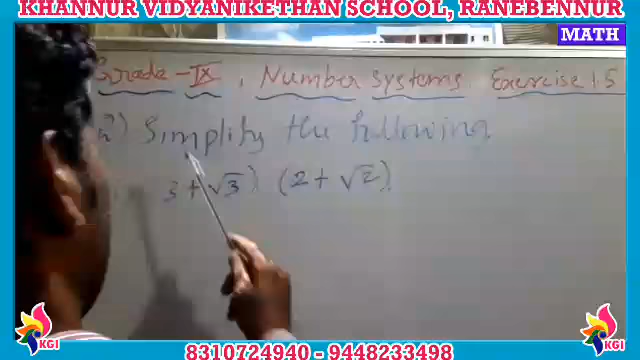 KHANNUR VIDYANIKETHAN SCHOOL, RANEBENNUR
MATH
Grade - IX, Number Systems. Exercise 1.5
Simplify the following
3 + √3) (2 + √2)
KGI
KGI
8310724940 - 9448233498